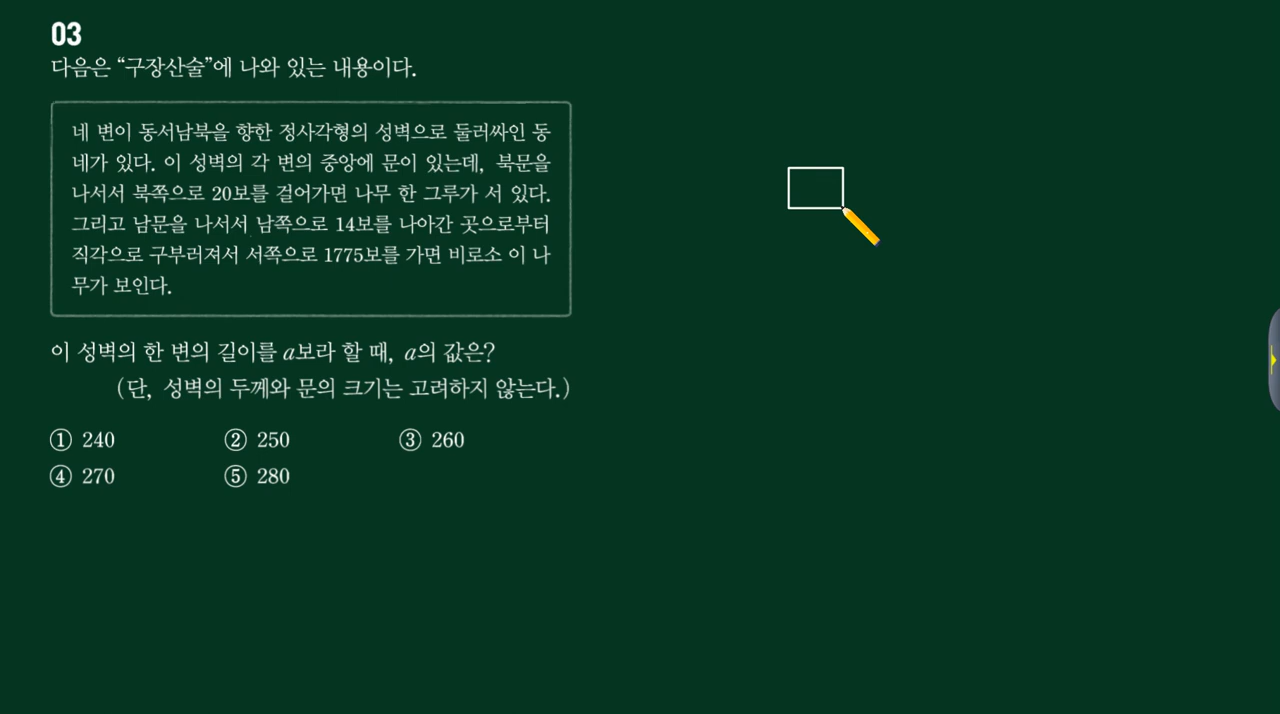 03
다음은 “구장산술”에 나와 있는 내용이다.
네 변이 동서남북을 향한 정사각형의 성벽으로 둘러싸인 동
네가 있다. 이 성벽의 각 변의 중앙에 문이 있는데, 북문을
나서서 북쪽으로 20보를 걸어가면 나무 한 그루가 서 있다.
그리고 남문을 나서서 남쪽으로 14보를 나아간 곳으로부터
직각으로 구부러져서 서쪽으로 1775보를 가면 비로소 이 나
무가 보인다.
이 성벽의 한 변의 길이를 a보라 할 때, a의 값은?
(단, 성벽의 두께와 문의 크기는 고려하지 않는다.)
① 240 ② 250 ③ 260
④ 270 ⑤ 280